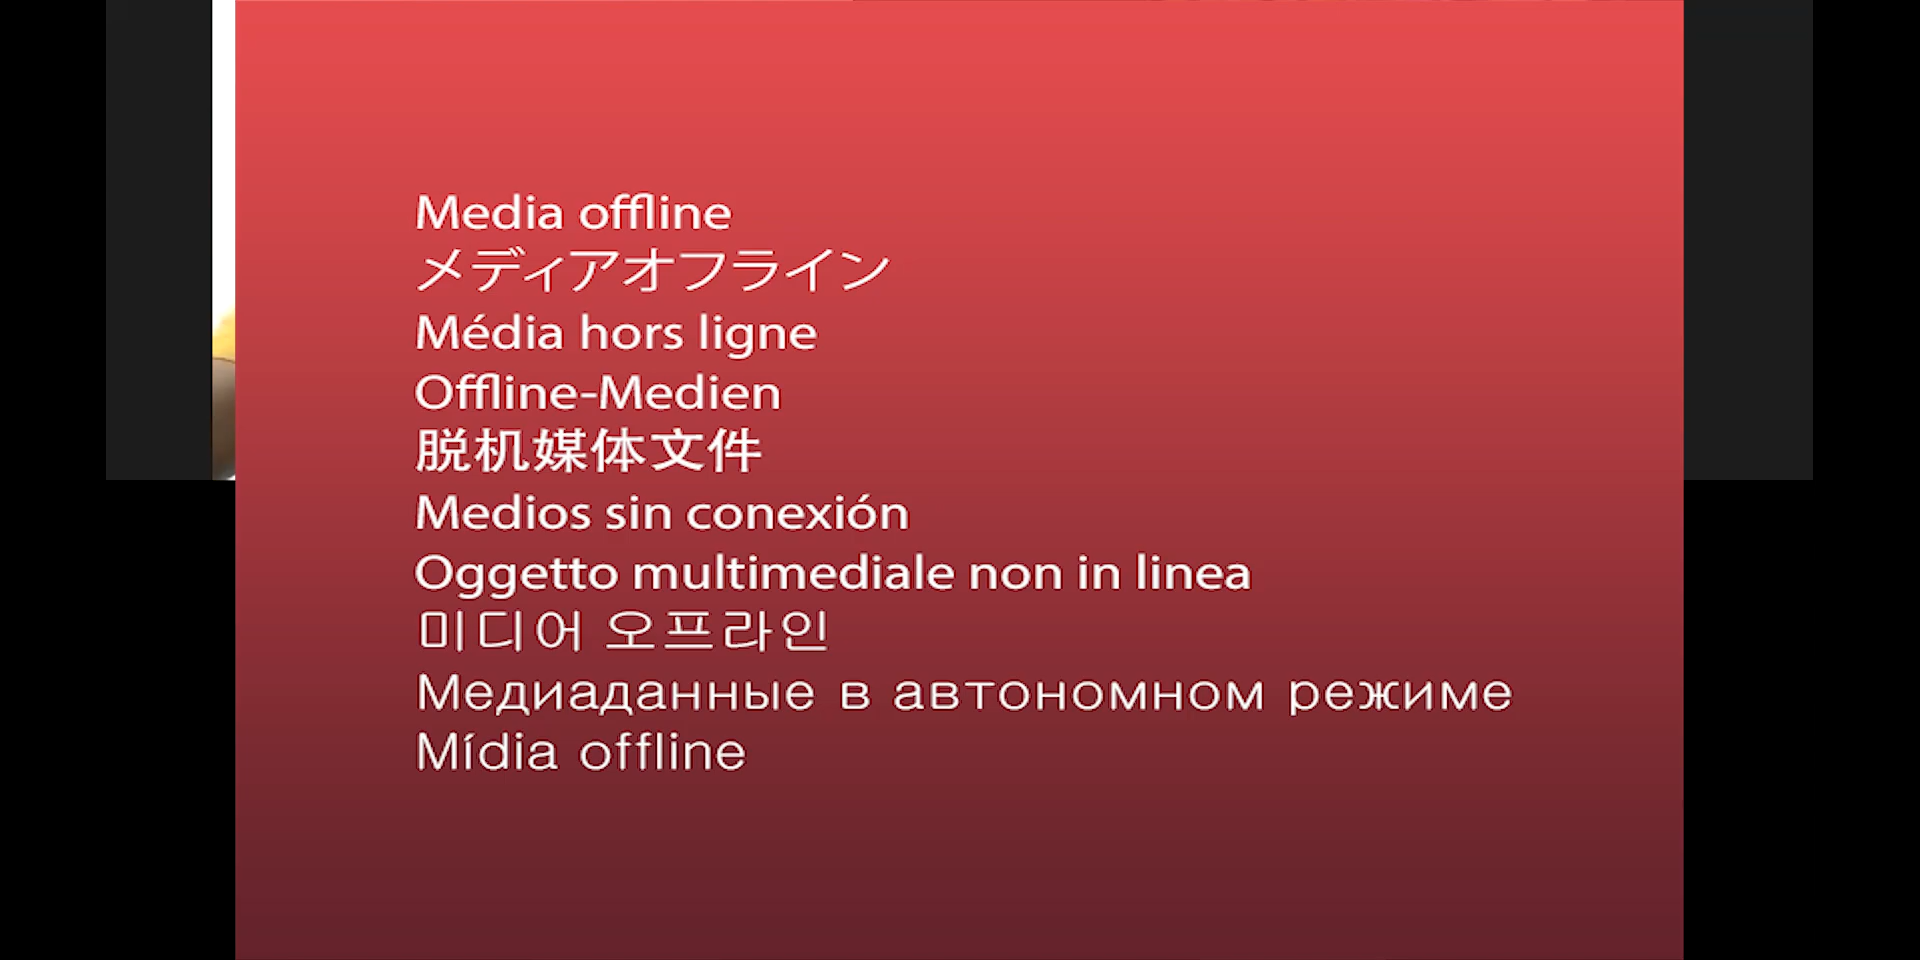 Media offline
メディアオフライン
Média hors ligne
Offline-Medien
脱机媒体文件
Medios sin conexión
Oggetto multimediale non in linea
미디어 오프라인
Медиаданные в автономном режиме
Mídia offline